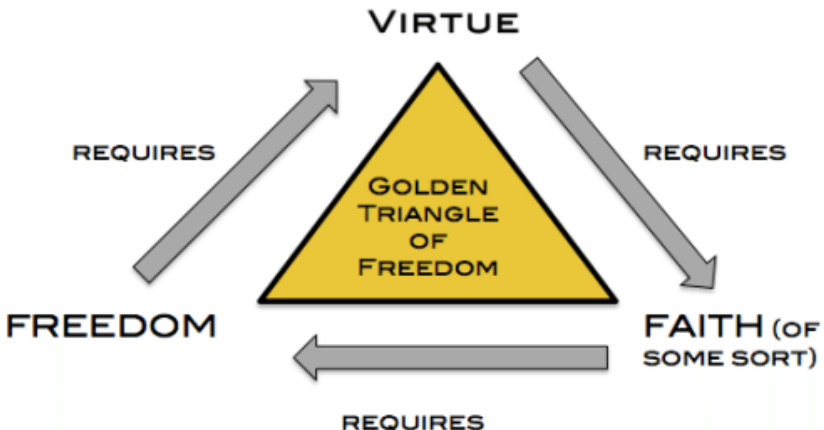 VIRTUE
REQUIRES
REQUIRES
GOLDEN
TRIANGLE
OF
FREEDOM
FREEDOM
FAITH (OF
SOME SORT)
REQUIRES